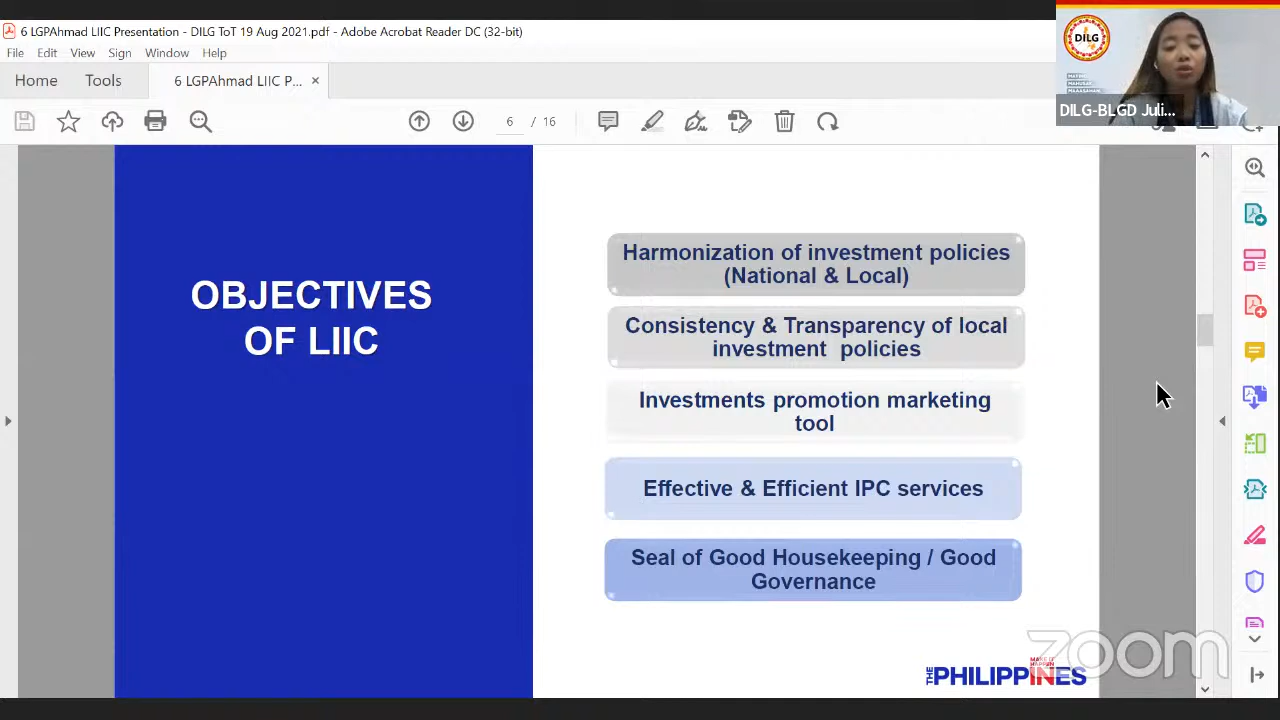 6 LGPAhmad LIIC Presentation - DILG ToT 19 Aug 2021.pdf - Adobe Acrobat Reader DC (32-bit)
File Edit View Sign Window Help
Home Tools 6 LGPAhmad LIIC P... ×
6 / 16
DILG
DILG-BLGD Juli...
OBJECTIVES
OF LIIC
Harmonization of investment policies
(National & Local)
Consistency & Transparency of local
investment policies
Investments promotion marketing
tool
Effective & Efficient IPC services
Seal of Good Housekeeping / Good
Governance
THE PHILIPPINES
zoom